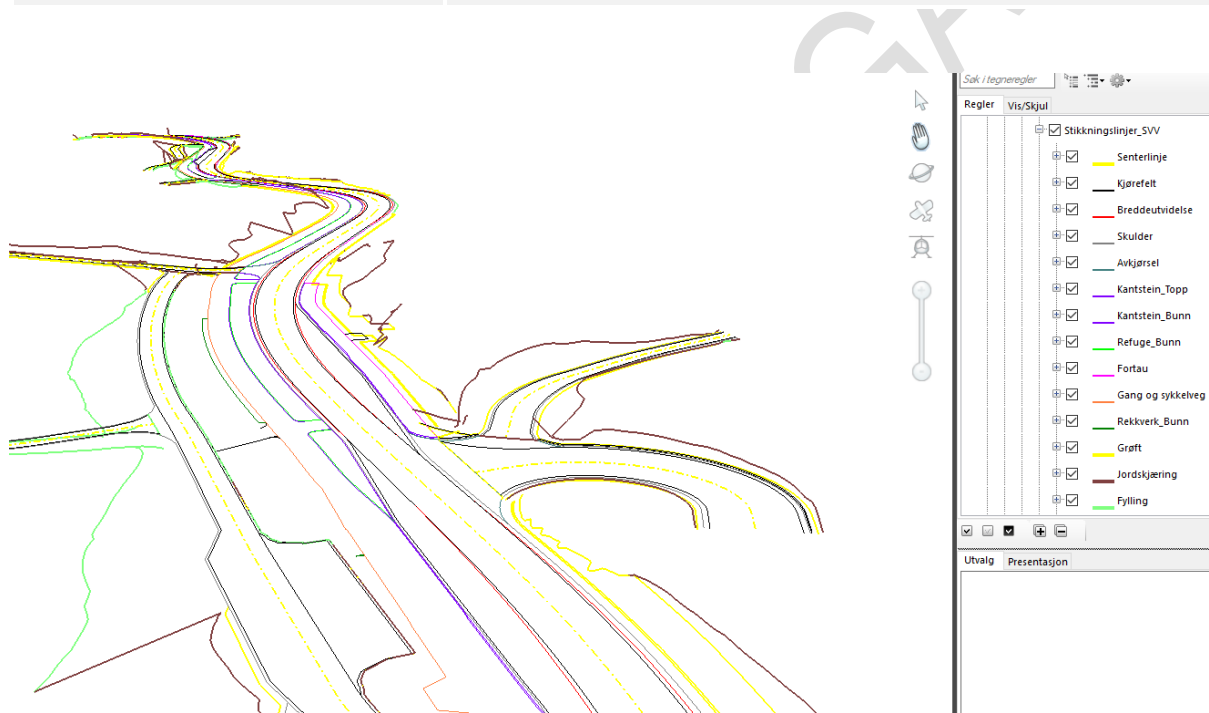 Søk i tegneregler
Regler
Vis/Skjul
Stikkningslinjer_SVV
Senterlinje
Kjørefelt
Breddeutvidelse
Skulder
Avkjørsel
Kantstein_Topp
Kantstein_Bunn
Refuge_Bunn
Fortau
Gang og sykkelveg
Rekkverk_Bunn
Grøft
Jordskjæring
Fylling
Utvalg
Presentasjon